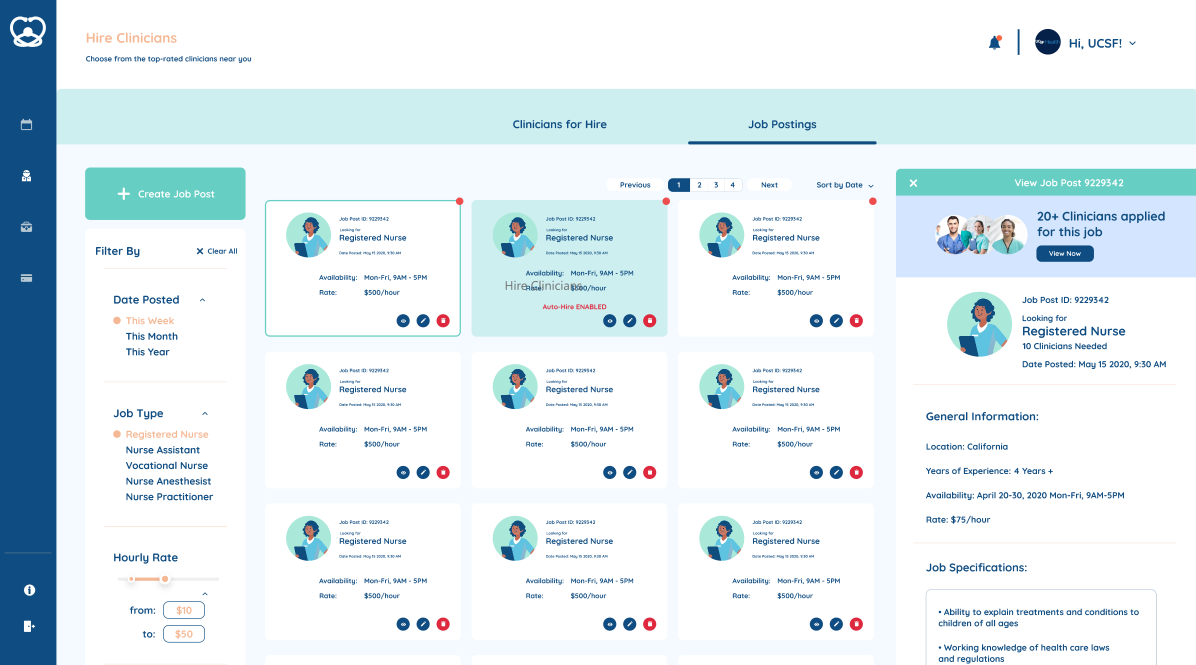 Hire Clinicians
Choose from the top-rated clinicians near you
Hi, UCSF!
Clinicians for Hire
Job Postings
Create Job Post
Filter By
Clear All
Date Posted
This Week
This Month
This Year
Job Type
Registered Nurse
Nurse Assistant
Vocational Nurse
Nurse Anesthesist
Nurse Practitioner
Hourly Rate
from: $10
to: $50
Previous 1 2 3 4 Next
Sort by Date
Job Post ID: 9229342
Looking for
Registered Nurse
Date Posted: May 15 2020, 9:30 AM
Availability: Mon-Fri, 9AM - 5PM
Rate: $500/hour
Job Post ID: 9229342
Looking for
Registered Nurse
Date Posted: May 15 2020, 9:30 AM
Availability: Mon-Fri, 9AM - 5PM
Rate: $500/hour
Hire Clinicians
Auto-Hire ENABLED
Job Post ID: 9229342
Looking for
Registered Nurse
Date Posted: May 15 2020, 9:30 AM
Availability: Mon-Fri, 9AM - 5PM
Rate: $500/hour
Job Post ID: 9229342
Looking for
Registered Nurse
Date Posted: May 15 2020, 9:30 AM
Availability: Mon-Fri, 9AM - 5PM
Rate: $500/hour
Job Post ID: 9229342
Looking for
Registered Nurse
Date Posted: May 15 2020, 9:30 AM
Availability: Mon-Fri, 9AM - 5PM
Rate: $500/hour
Job Post ID: 9229342
Looking for
Registered Nurse
Date Posted: May 15 2020, 9:30 AM
Availability: Mon-Fri, 9AM - 5PM
Rate: $500/hour
Job Post ID: 9229342
Looking for
Registered Nurse
Date Posted: May 15 2020, 9:30 AM
Availability: Mon-Fri, 9AM - 5PM
Rate: $500/hour
Job Post ID: 9229342
Looking for
Registered Nurse
Date Posted: May 15 2020, 9:30 AM
Availability: Mon-Fri, 9AM - 5PM
Rate: $500/hour
Job Post ID: 9229342
Looking for
Registered Nurse
Date Posted: May 15 2020, 9:30 AM
Availability: Mon-Fri, 9AM - 5PM
Rate: $500/hour
View Job Post 9229342
20+ Clinicians applied
for this job
View Now
Job Post ID: 9229342
Looking for
Registered Nurse
10 Clinicians Needed
Date Posted: May 15 2020, 9:30 AM
General Information:
Location: California
Years of Experience: 4 Years +
Availability: April 20-30, 2020 Mon-Fri, 9AM-5PM
Rate: $75/hour
Job Specifications:
• Ability to explain treatments and conditions to
children of all ages
• Working knowledge of health care laws
and regulations